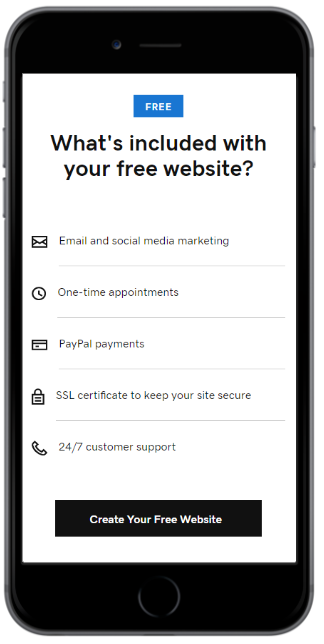 FREE
What's included with
your free website?
Email and social media marketing
One-time appointments
PayPal payments
SSL certificate to keep your site secure
24/7 customer support
Create Your Free Website